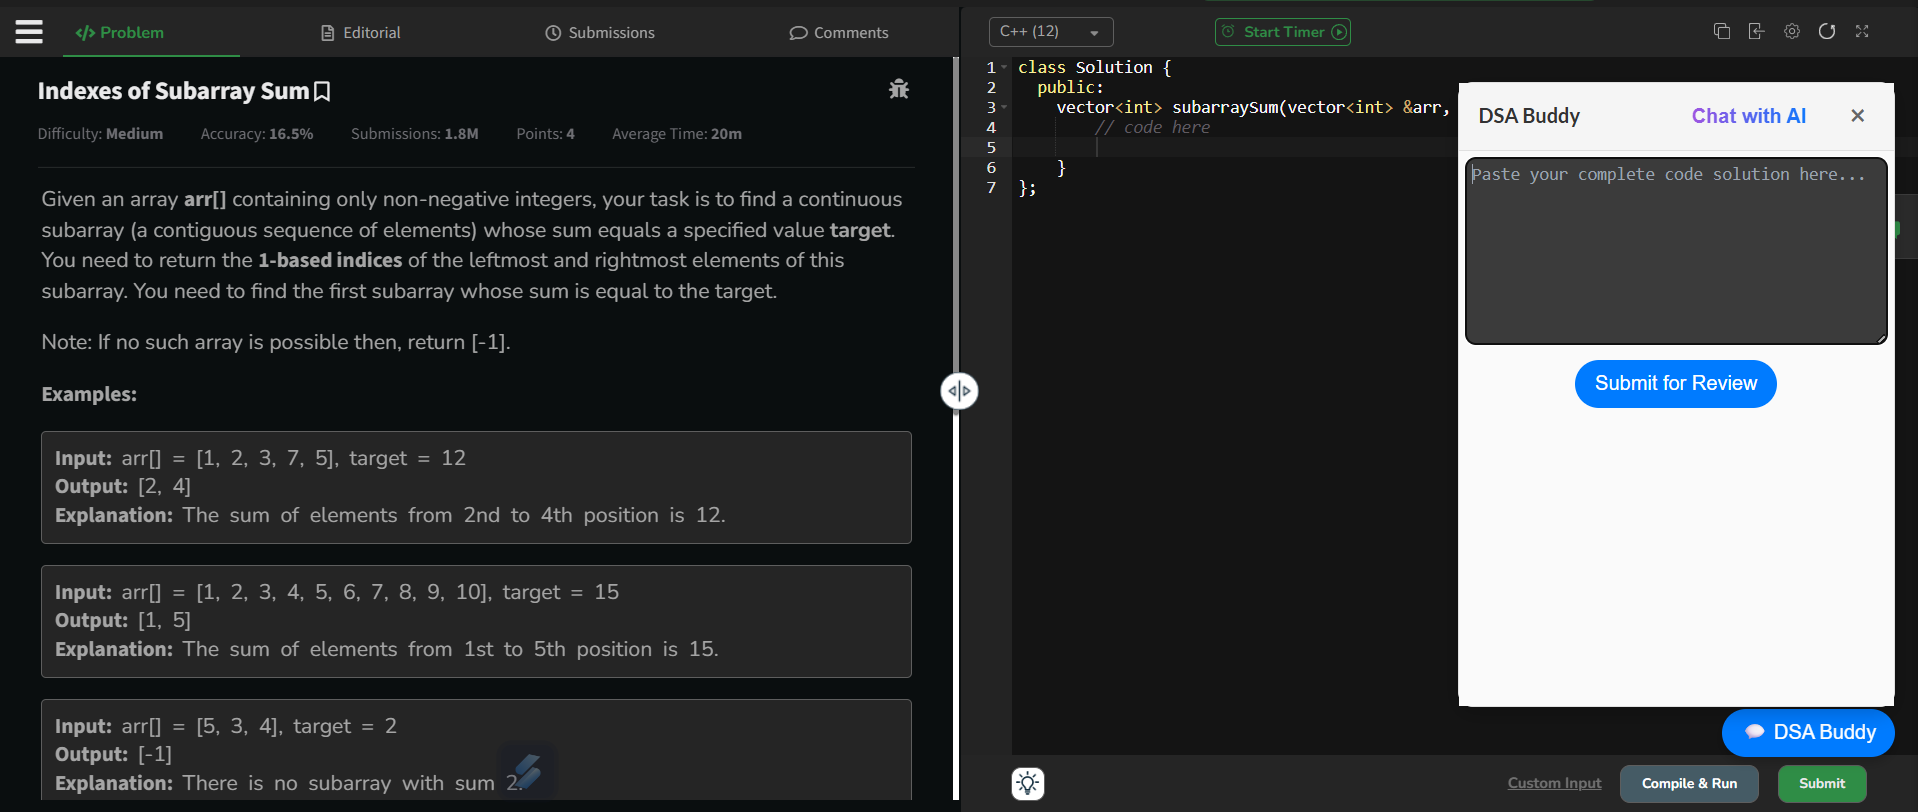 </> Problem
Editorial
Submissions
Comments
Indexes of Subarray Sum
Difficulty: Medium Accuracy: 16.5% Submissions: 1.8M Points: 4 Average Time: 20m
Given an array arr[] containing only non-negative integers, your task is to find a continuous
subarray (a contiguous sequence of elements) whose sum equals a specified value target.
You need to return the 1-based indices of the leftmost and rightmost elements of this
subarray. You need to find the first subarray whose sum is equal to the target.
Note: If no such array is possible then, return [-1].
Examples:
Input: arr[] = [1, 2, 3, 7, 5], target = 12
Output: [2, 4]
Explanation: The sum of elements from 2nd to 4th position is 12.
Input: arr[] = [1, 2, 3, 4, 5, 6, 7, 8, 9, 10], target = 15
Output: [1, 5]
Explanation: The sum of elements from 1st to 5th position is 15.
Input: arr[] = [5, 3, 4], target = 2
Output: [-1]
Explanation: There is no subarray with sum 2.
C++ (12)
Start Timer
1 class Solution {
2 public:
3 vector<int> subarraySum(vector<int> &arr,
4 // code here
5
6 }
7 };
DSA Buddy
Chat with AI
×
Paste your complete code solution here...
Submit for Review
DSA Buddy
Custom Input
Compile & Run
Submit